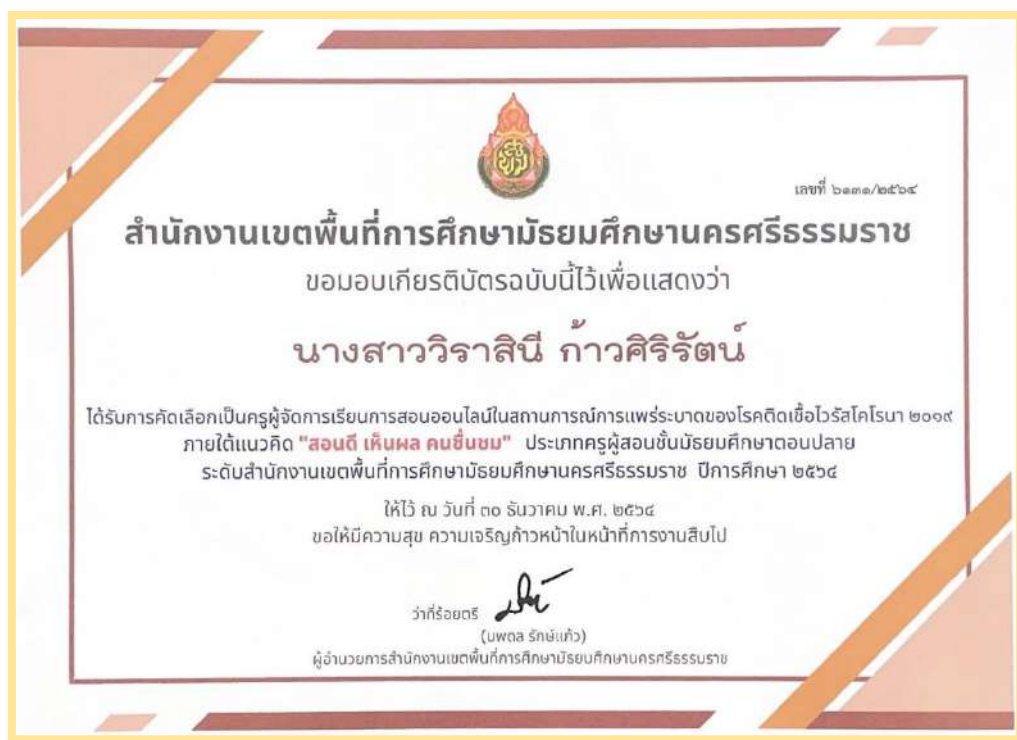 เลขที่ ๖๑๓๑/๒๕๖๔
สำนักงานเขตพื้นที่การศึกษามัธยมศึกษานครศรีธรรมราช
ขอมอบเกียรติบัตรฉบับนี้ไว้เพื่อแสดงว่า
นางสาววิราสินี ก้าวศิริรัตน์
ได้รับการคัดเลือกเป็นครูผู้จัดการเรียนการสอนออนไลน์ในสถานการณ์การแพร่ระบาดของโรคติดเชื้อไวรัสโคโรนา ๒๐๑๙
ภายใต้แนวคิด "สอนดี เห็นผล คนชื่นชม" ประเภทครูผู้สอนชั้นมัธยมศึกษาตอนปลาย
ระดับสำนักงานเขตพื้นที่การศึกษามัธยมศึกษานครศรีธรรมราช ปีการศึกษา ๒๕๖๔
ให้ไว้ ณ วันที่ ๓๐ ธันวาคม พ.ศ. ๒๕๖๔
ขอให้มีความสุข ความเจริญก้าวหน้าในหน้าที่การงานสืบไป
ว่าที่ร้อยตรี
(นพดล รักษ์แก้ว)
ผู้อำนวยการสำนักงานเขตพื้นที่การศึกษามัธยมศึกษานครศรีธรรมราช